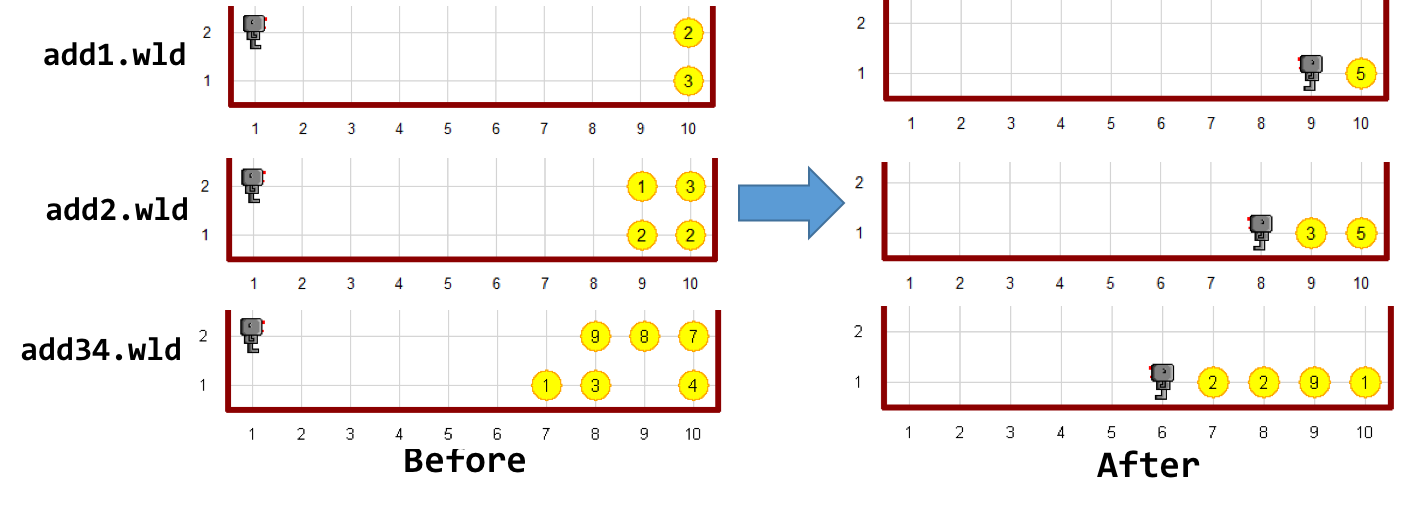 add1.wld
2 2
1 3
1 2 3 4 5 6 7 8 9 10
2
1 5
1 2 3 4 5 6 7 8 9 10
add2.wld
2 1 3
1 2 2
1 2 3 4 5 6 7 8 9 10
2
1 3 5
1 2 3 4 5 6 7 8 9 10
add34.wld
2 9 8 7
1 1 3 4
1 2 3 4 5 6 7 8 9 10
Before
2
1 2 2 9 1
1 2 3 4 5 6 7 8 9 10
After